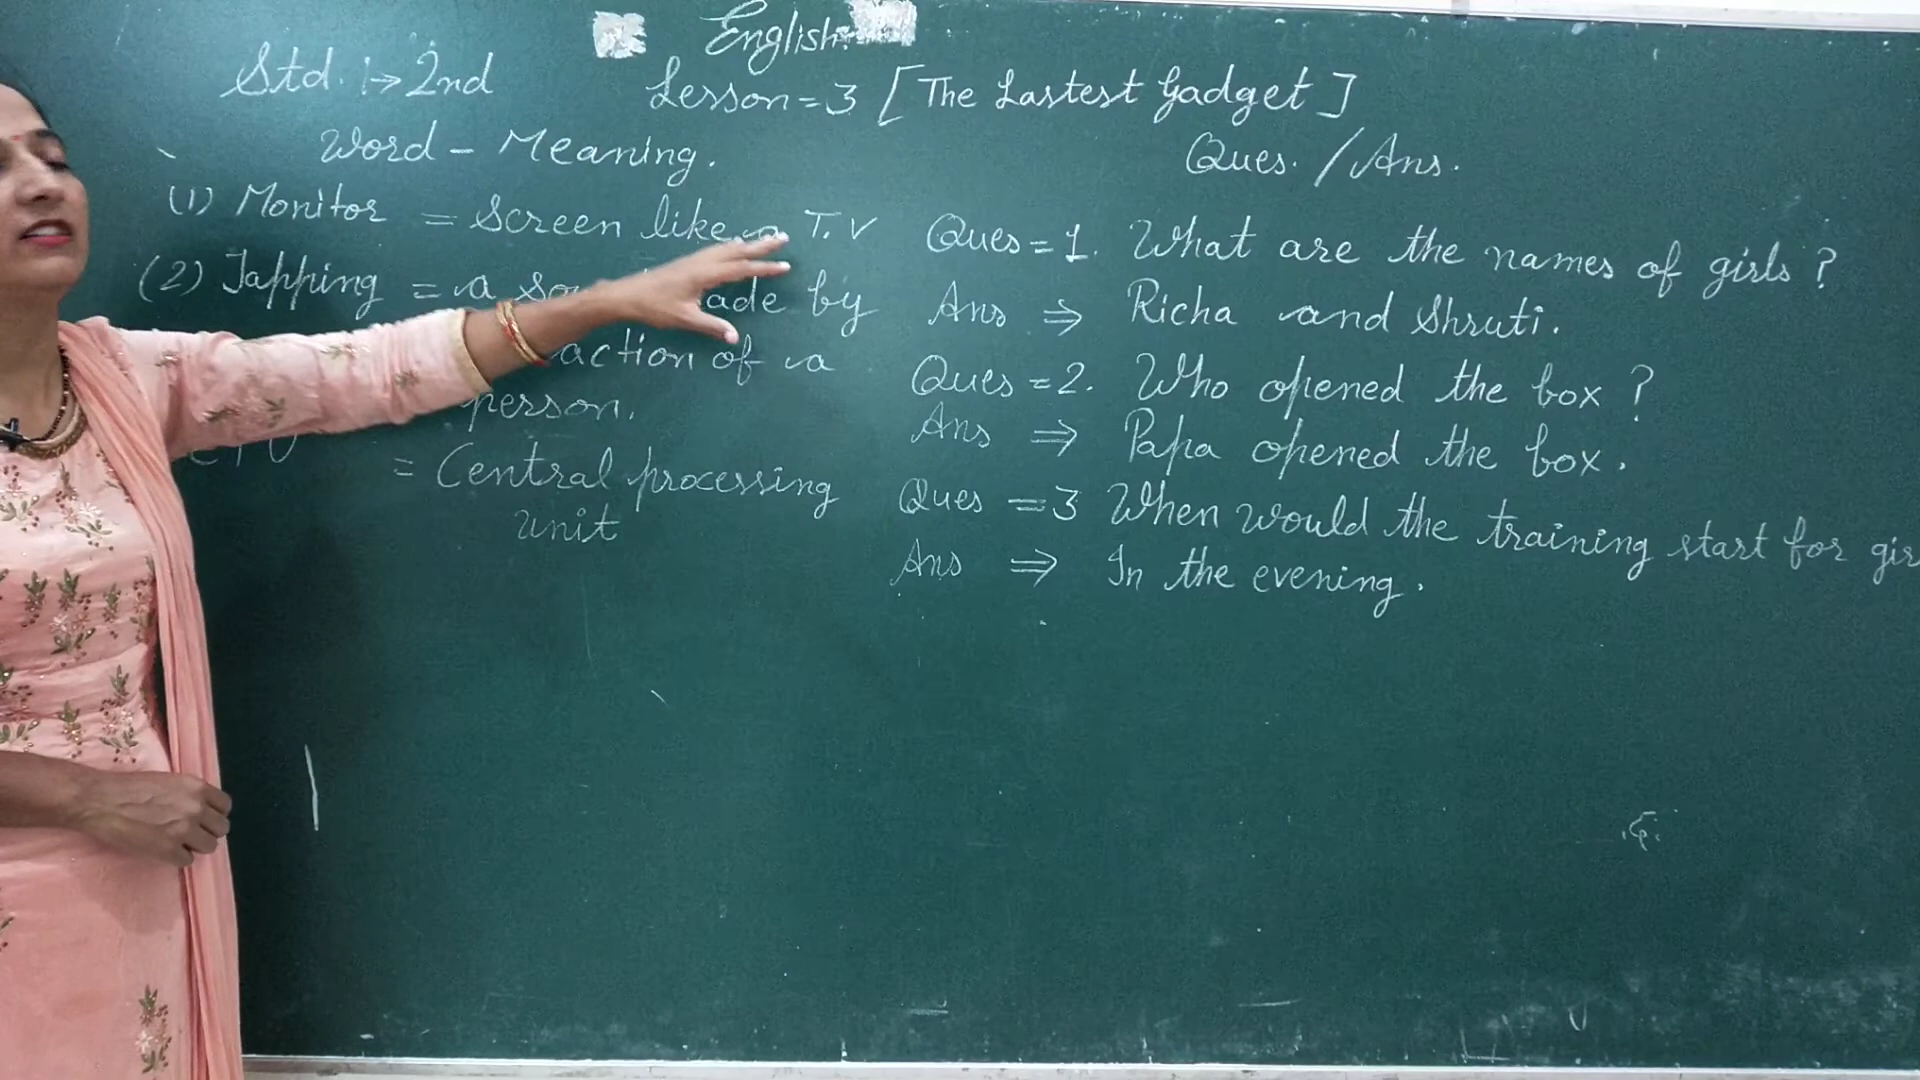 English:
Std. :→ 2nd
Lesson = 3 [The Lastest Gadget]
Word - Meaning.
(1) Monitor = Screen like a T.V
(2) Tapping = a made by
action of a
person.
= Central processing
unit
Ques. / Ans.
Ques = 1. What are the names of girls ?
Ans ⇒ Richa and Shruti.
Ques = 2. Who opened the box ?
Ans ⇒ Papa opened the box.
Ques = 3 When would the training start for
Ans ⇒ In the evening.